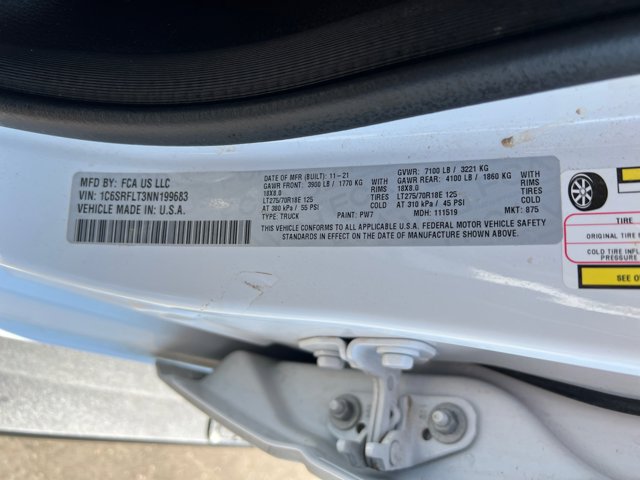 MFD BY: FCA US LLC
VIN: 1C6SRFLT3NN199683
VEHICLE MADE IN: U.S.A.
DATE OF MFR (BUILT): 11-21
GAWR FRONT: 3900 LB / 1770 KG
18X8.0 RIMS
LT275/70R18E 125 TIRES
AT 380 kPa / 55 PSI COLD
TYPE: TRUCK PAINT: PW7
GVWR: 7100 LB / 3221 KG
GAWR REAR: 4100 LB / 1860 KG
18X8.0 RIMS
LT275/70R18E 125 TIRES
AT 310 kPa / 45 PSI COLD
MDH: 111519 MKT: 875
THIS VEHICLE CONFORMS TO ALL APPLICABLE U.S.A. FEDERAL MOTOR VEHICLE SAFETY
STANDARDS IN EFFECT ON THE DATE OF MANUFACTURE SHOWN ABOVE.
TIRE
ORIGINAL TIRE
COLD TIRE INFL
PRESSURE
SEE O